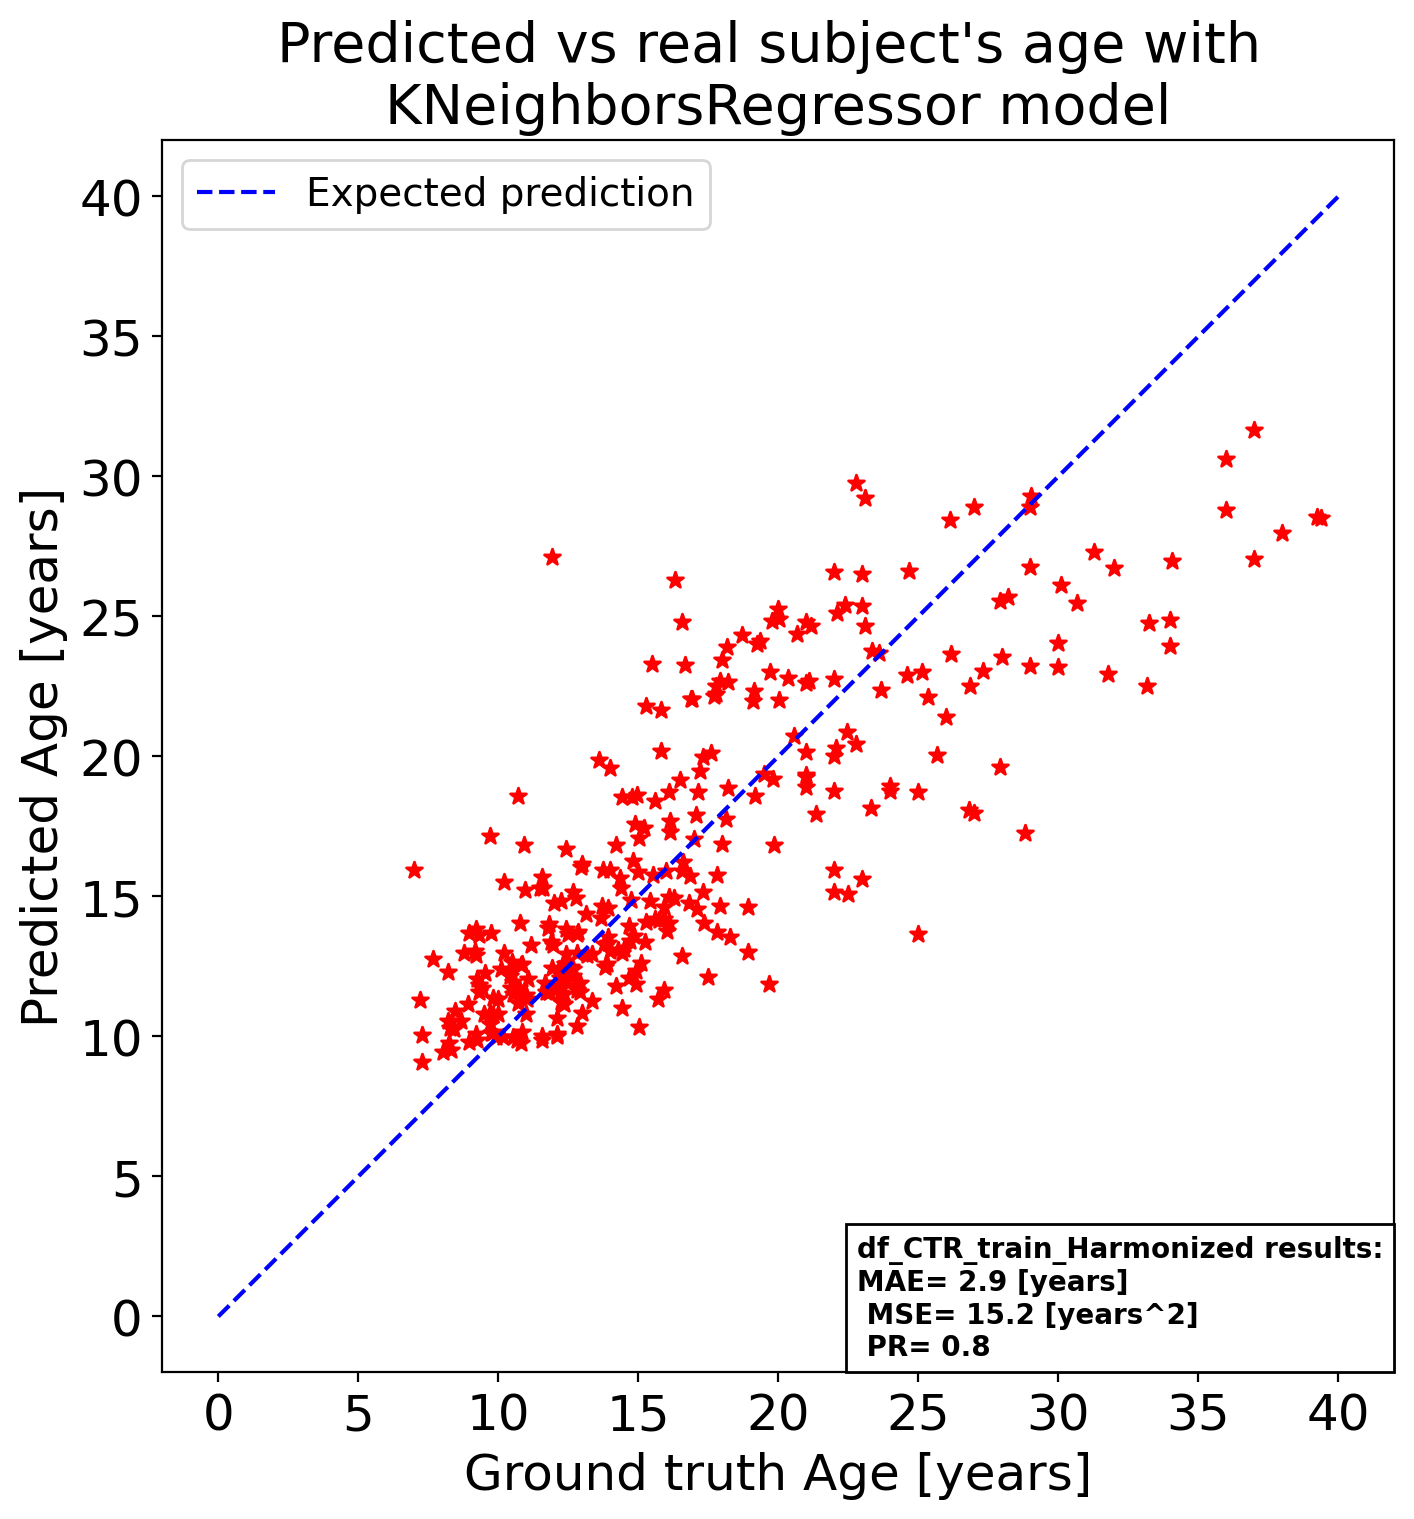 Predicted vs real subject's age with
KNeighborsRegressor model
Expected prediction
Predicted Age [years]
40
35
30
25
20
15
10
5
0
df_CTR_train_Harmonized results:
MAE= 2.9 [years]
MSE= 15.2 [years^2]
PR= 0.8
0 5 10 15 20 25 30 35 40
Ground truth Age [years]